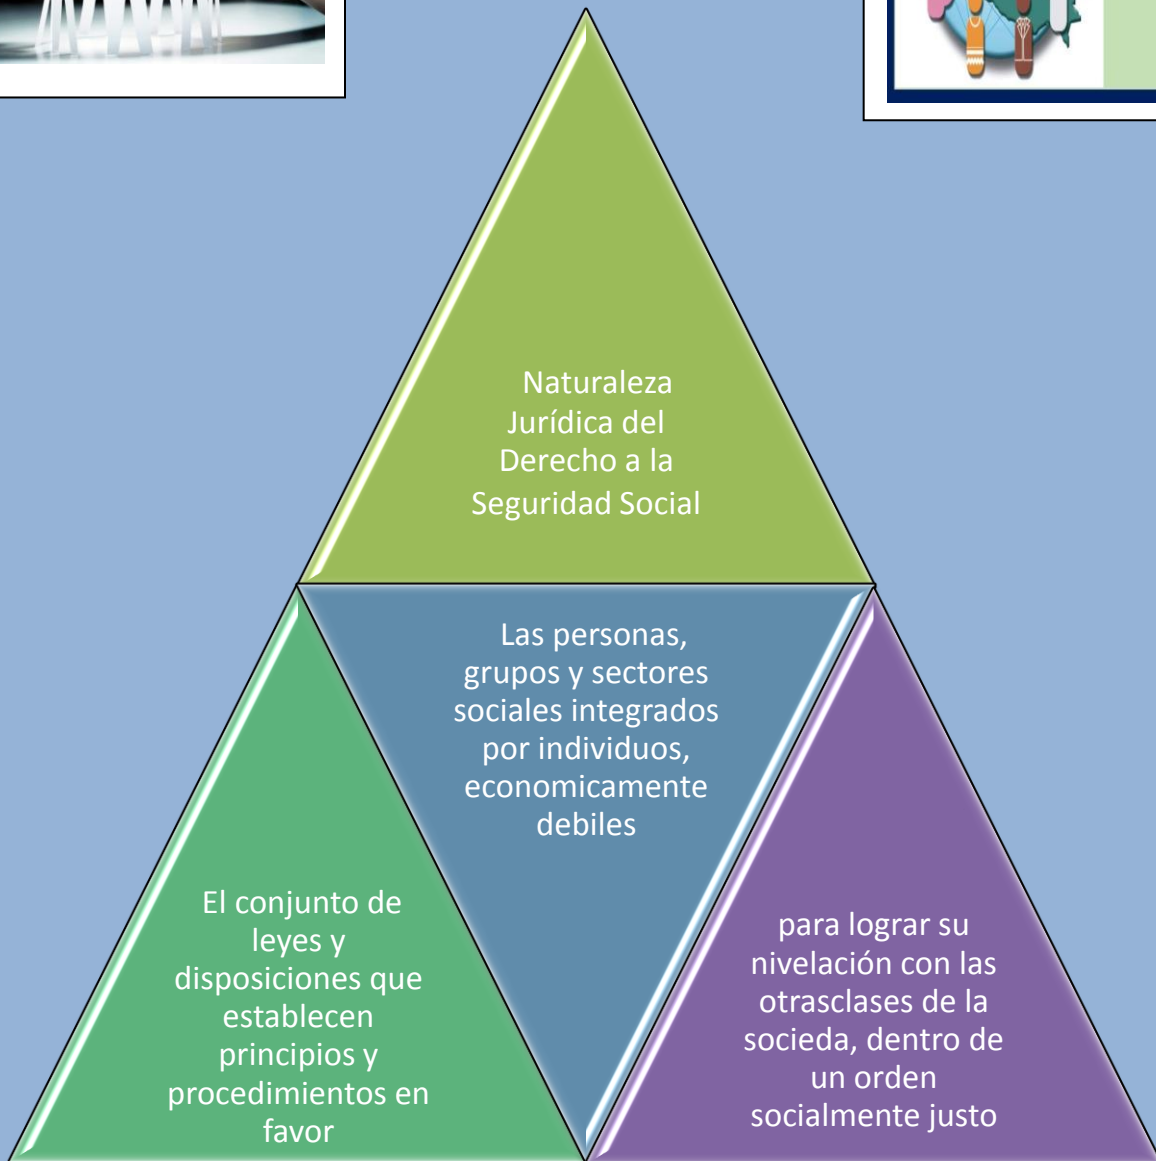 Naturaleza
Jurídica del
Derecho a la
Seguridad Social
El conjunto de
leyes y
disposiciones que
establecen
principios y
procedimientos en
favor
Las personas,
grupos y sectores
sociales integrados
por individuos,
economicamente
debiles
para lograr su
nivelación con las
otrasclases de la
socieda, dentro de
un orden
socialmente justo